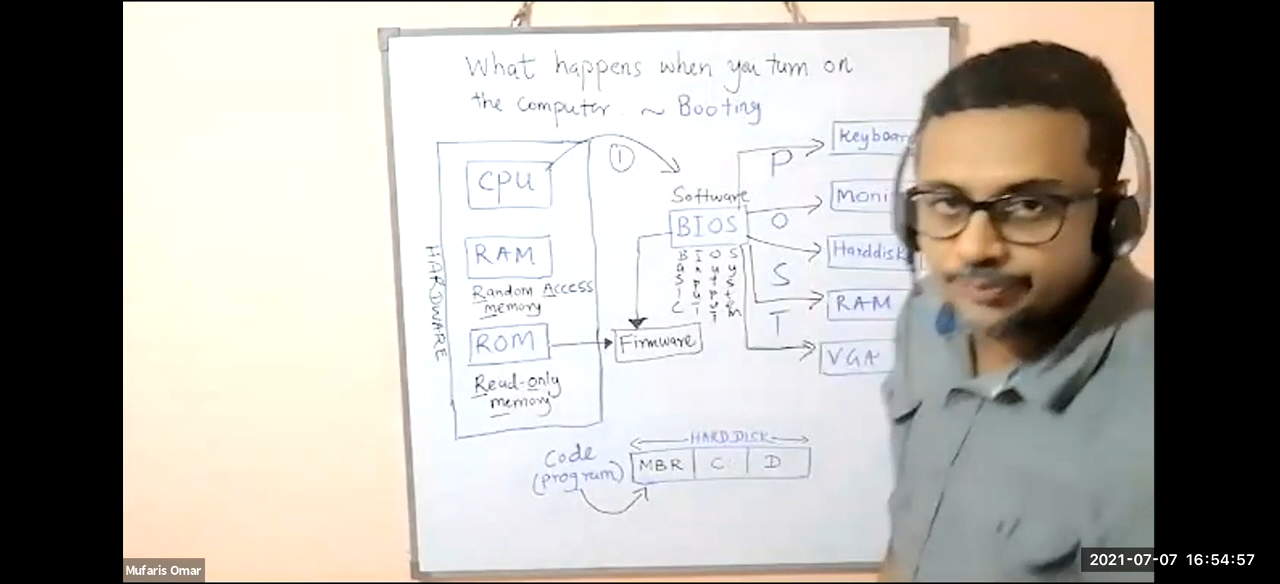 What happens when you turn on
the computer. ~ Booting
HARDWARE
CPU
RAM
Random Access
memory
ROM
Read-only
memory
1
Software
BIOS
Basic Input Output System
Firmware
P
O
S
T
Keyboar
Moni
Harddisk
RAM
VGA
Code
(program)
HARD DISK
MBR C D
Mufaris Omar
2021-07-07 16:54:57